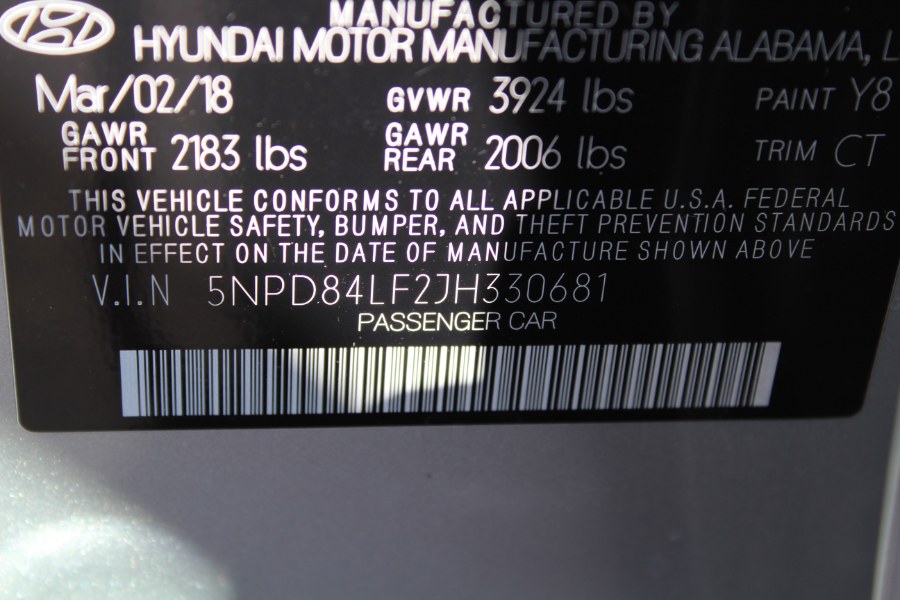 MANUFACTURED BY
HYUNDAI MOTOR MANUFACTURING ALABAMA, L
Mar/02/18 GVWR 3924 lbs PAINT Y8
GAWR FRONT 2183 lbs GAWR REAR 2006 lbs TRIM CT
THIS VEHICLE CONFORMS TO ALL APPLICABLE U.S.A. FEDERAL
MOTOR VEHICLE SAFETY, BUMPER, AND THEFT PREVENTION STANDARDS
IN EFFECT ON THE DATE OF MANUFACTURE SHOWN ABOVE
V.I.N 5NPD84LF2JH330681
PASSENGER CAR